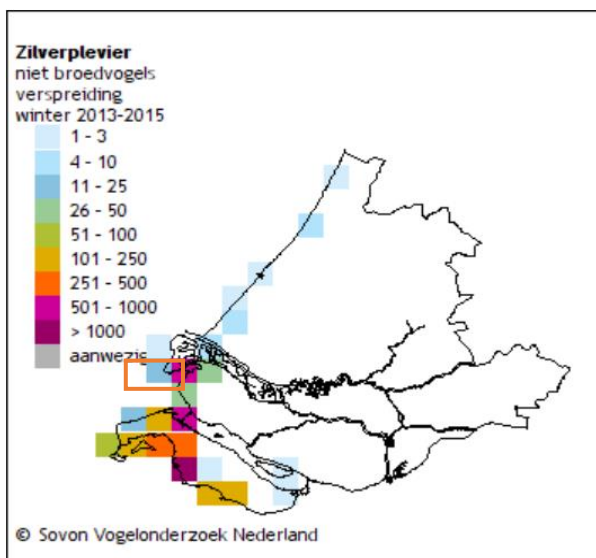 Zilverplevier
niet broedvogels
verspreiding
winter 2013-2015
1 - 3
4 - 10
11 - 25
26 - 50
51 - 100
101 - 250
251 - 500
501 - 1000
> 1000
aanwezig
© Sovon Vogelonderzoek Nederland